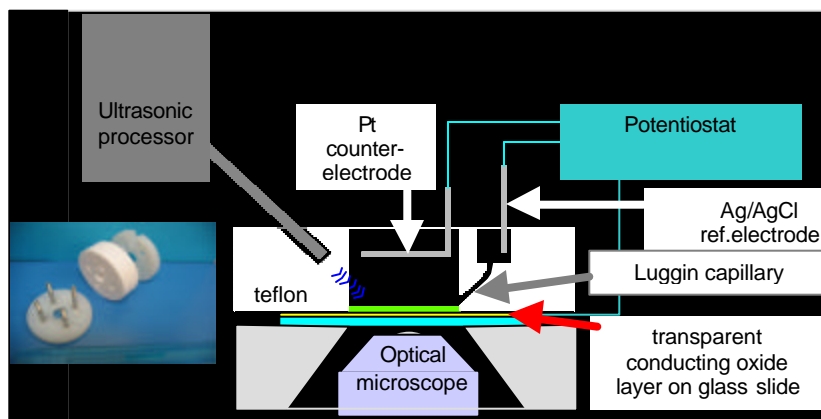 Ultrasonic
processor
Pt
counter-
electrode
Potentiostat
Ag/AgCl
ref.electrode
Luggin capillary
teflon
transparent
conducting oxide
layer on glass slide
Optical
microscope